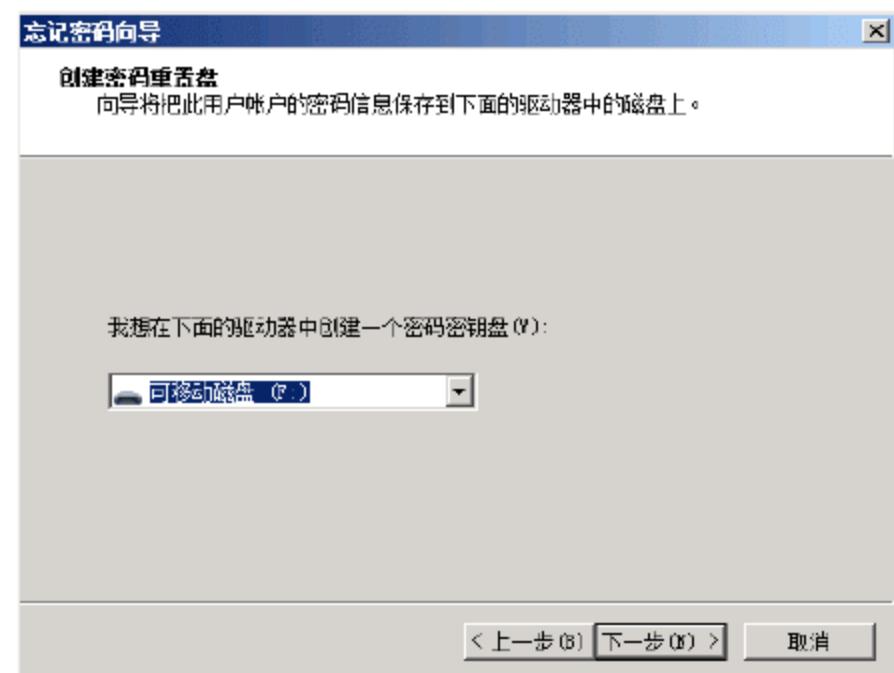 忘记密码向导
创建密码重置盘
向导将把此用户帐户的密码信息保存到下面的驱动器中的磁盘上。
我想在下面的驱动器中创建一个密码密钥盘(Y):
可移动磁盘 (F:)
< 上一步(B) 下一步(N) > 取消